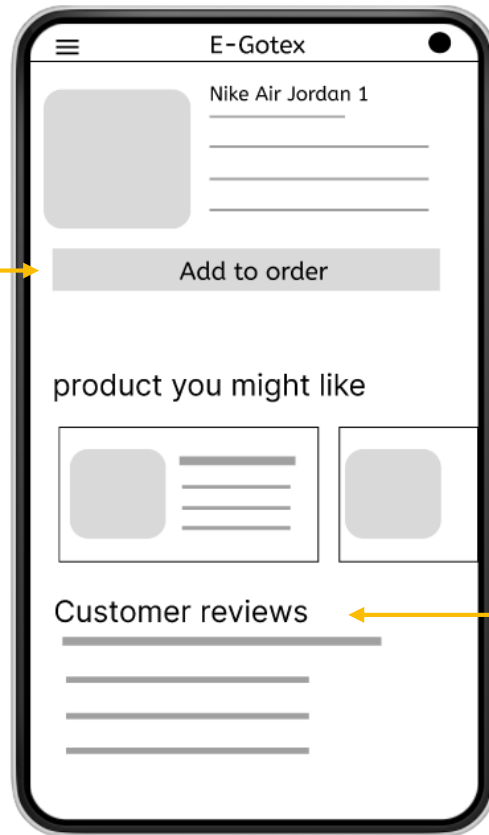 E-Gotex
Nike Air Jordan 1
Add to order
product you might like
Customer reviews